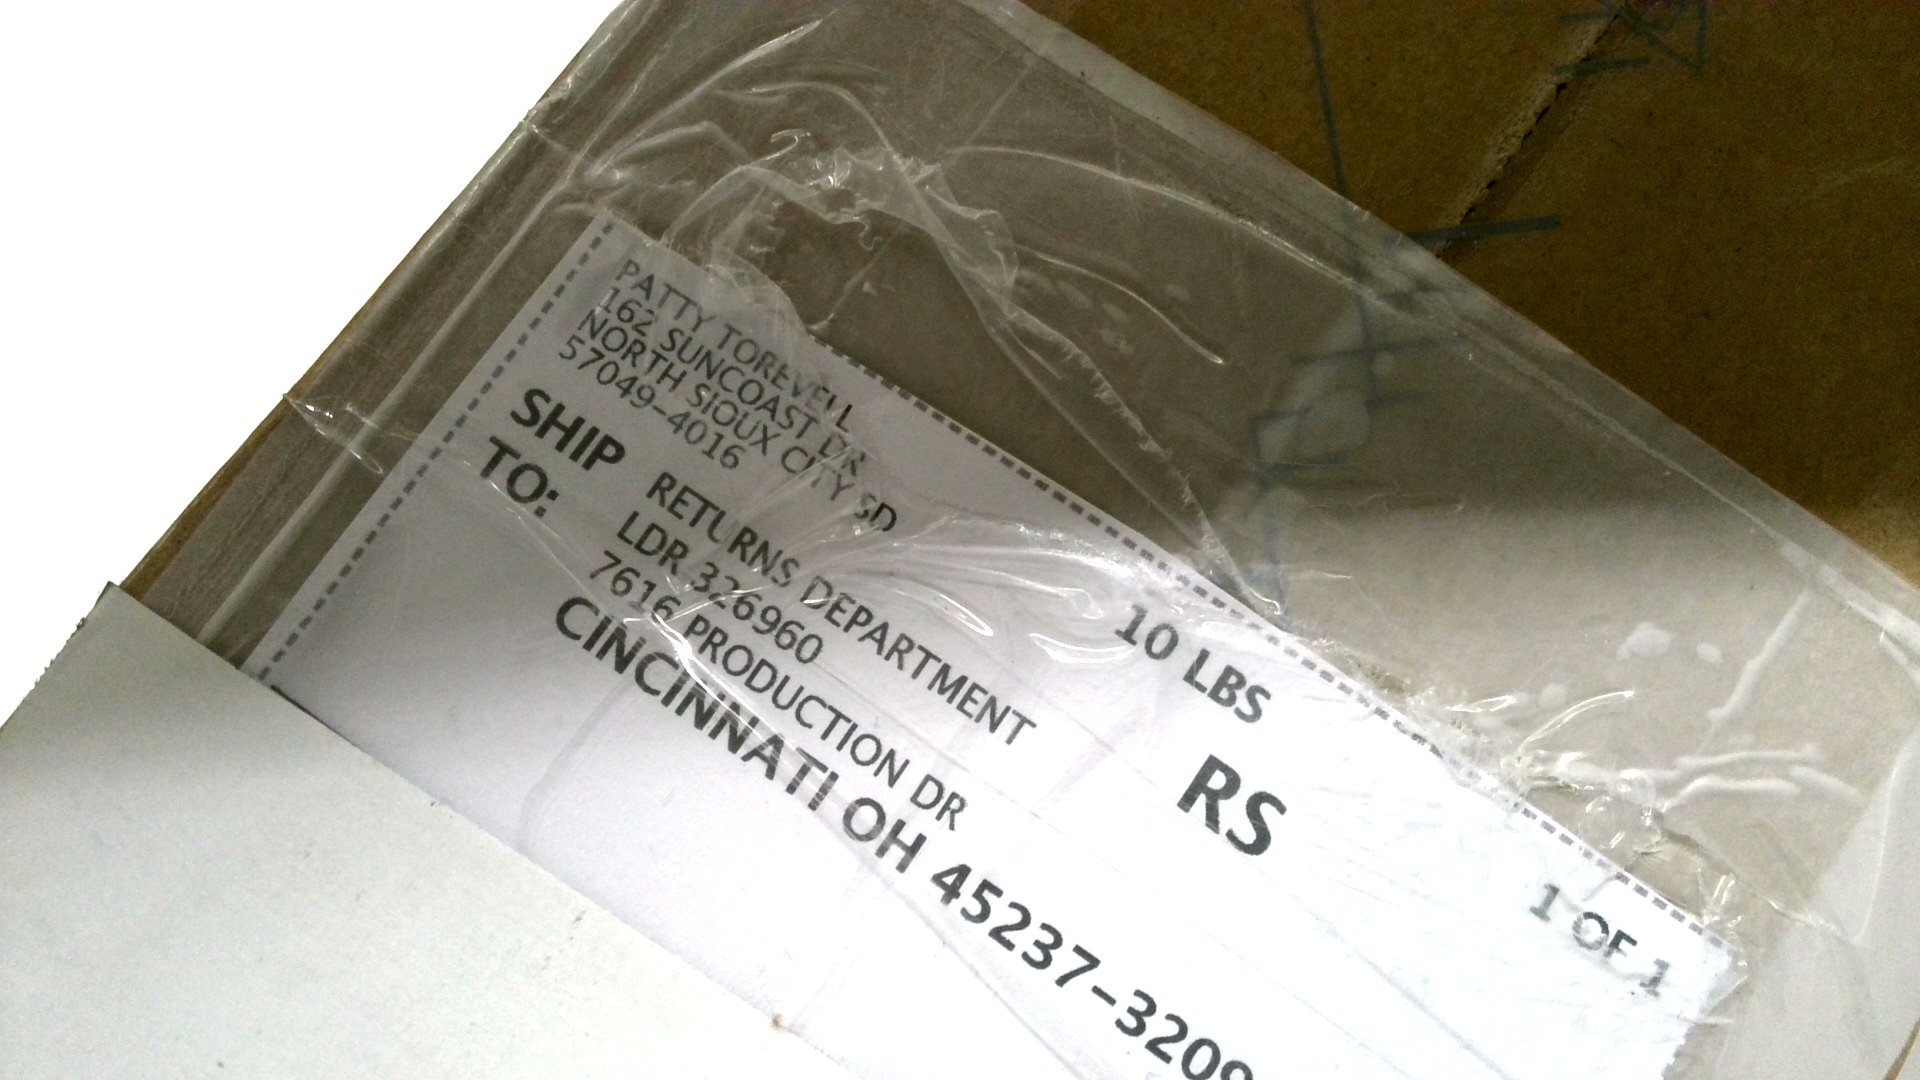 PATTY TOREVELL
162 SUNCOAST DR
NORTH SIOUX CITY SD
57049-4016
SHIP
TO:
RETURNS DEPARTMENT
LDR 326960
7616 PRODUCTION DR
CINCINNATI OH 45237-3209
10 LBS
RS
1 OF 1